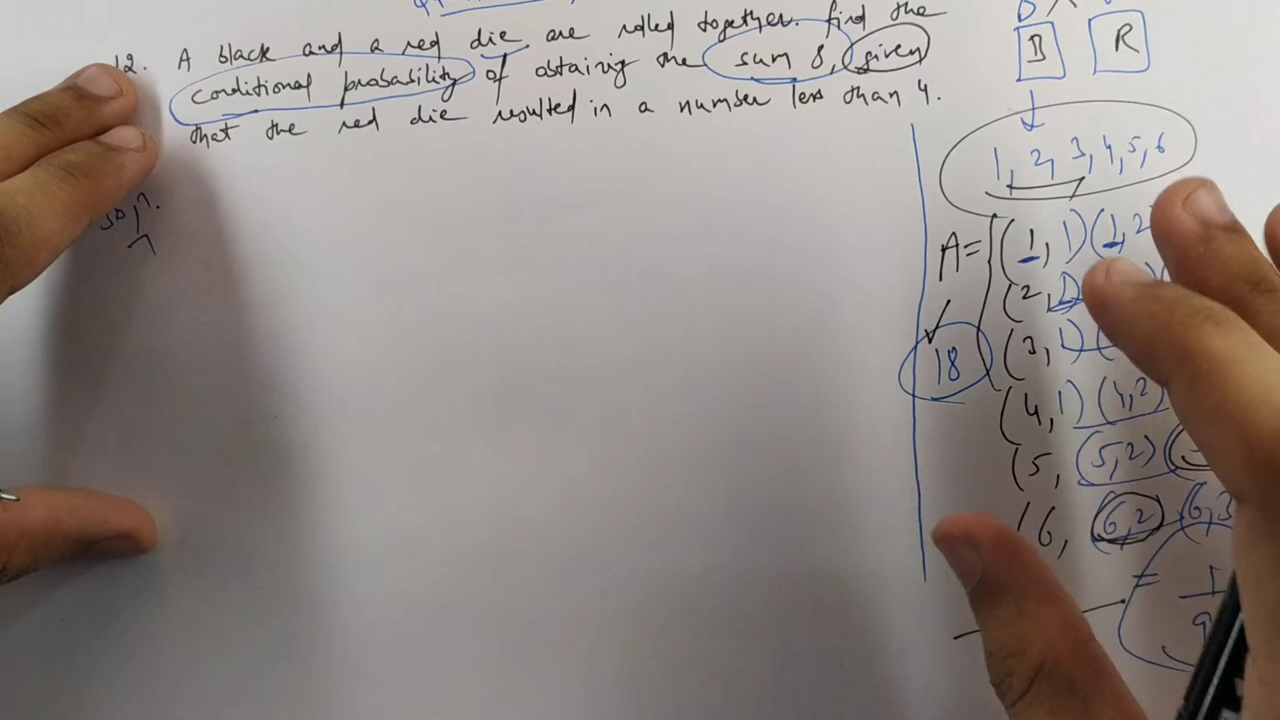 12. A black and a red die are rolled together. find the
conditional probability of obtaining the sum 8, given
that the red die resulted in a number less than 4.
B R
1, 2, 3, 4, 5, 6
A= (1, 1) (1, 2
(2, 1)
18 (3, 1) (
(4, 1) (4,2)
(5, (5,2)
(6, (6,2) (6,3
= 1
9